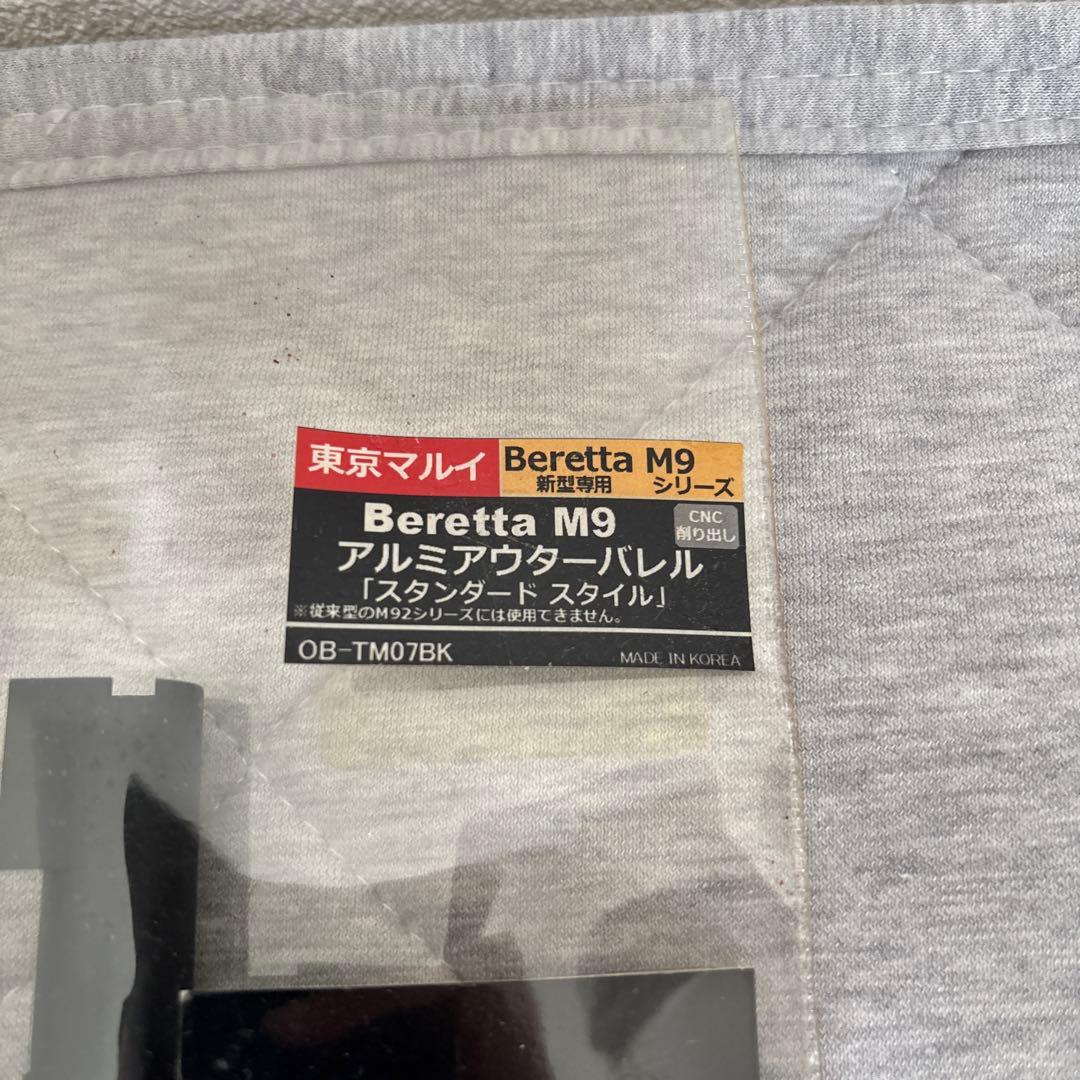 東京マルイ
Beretta M9
新型専用 シリーズ
Beretta M9
CNC
削り出し
アルミアウターバレル
「スタンダード スタイル」
※従来型のM92シリーズには使用できません。
OB-TM07BK
MADE IN KOREA